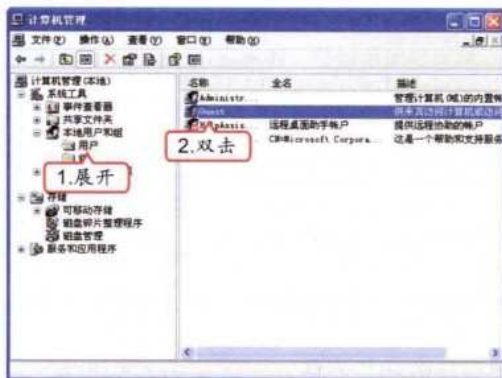 计算机管理
文件(F) 操作(A) 查看(V) 窗口(W) 帮助(H)
计算机管理(本地)
系统工具
事件查看器
共享文件夹
本地用户和组
用户
1.展开
存储
可移动存储
磁盘碎片整理程序
磁盘管理
服务和应用程序
名称 全名 描述
Administr... 管理计算机(域)的内置帐
Guest 供来宾访问计算机或访问
远程桌面助手帐户 提供远程协助的帐户
CN=Microsoft Corpora... 这是一个帮助和支持服务
2.双击